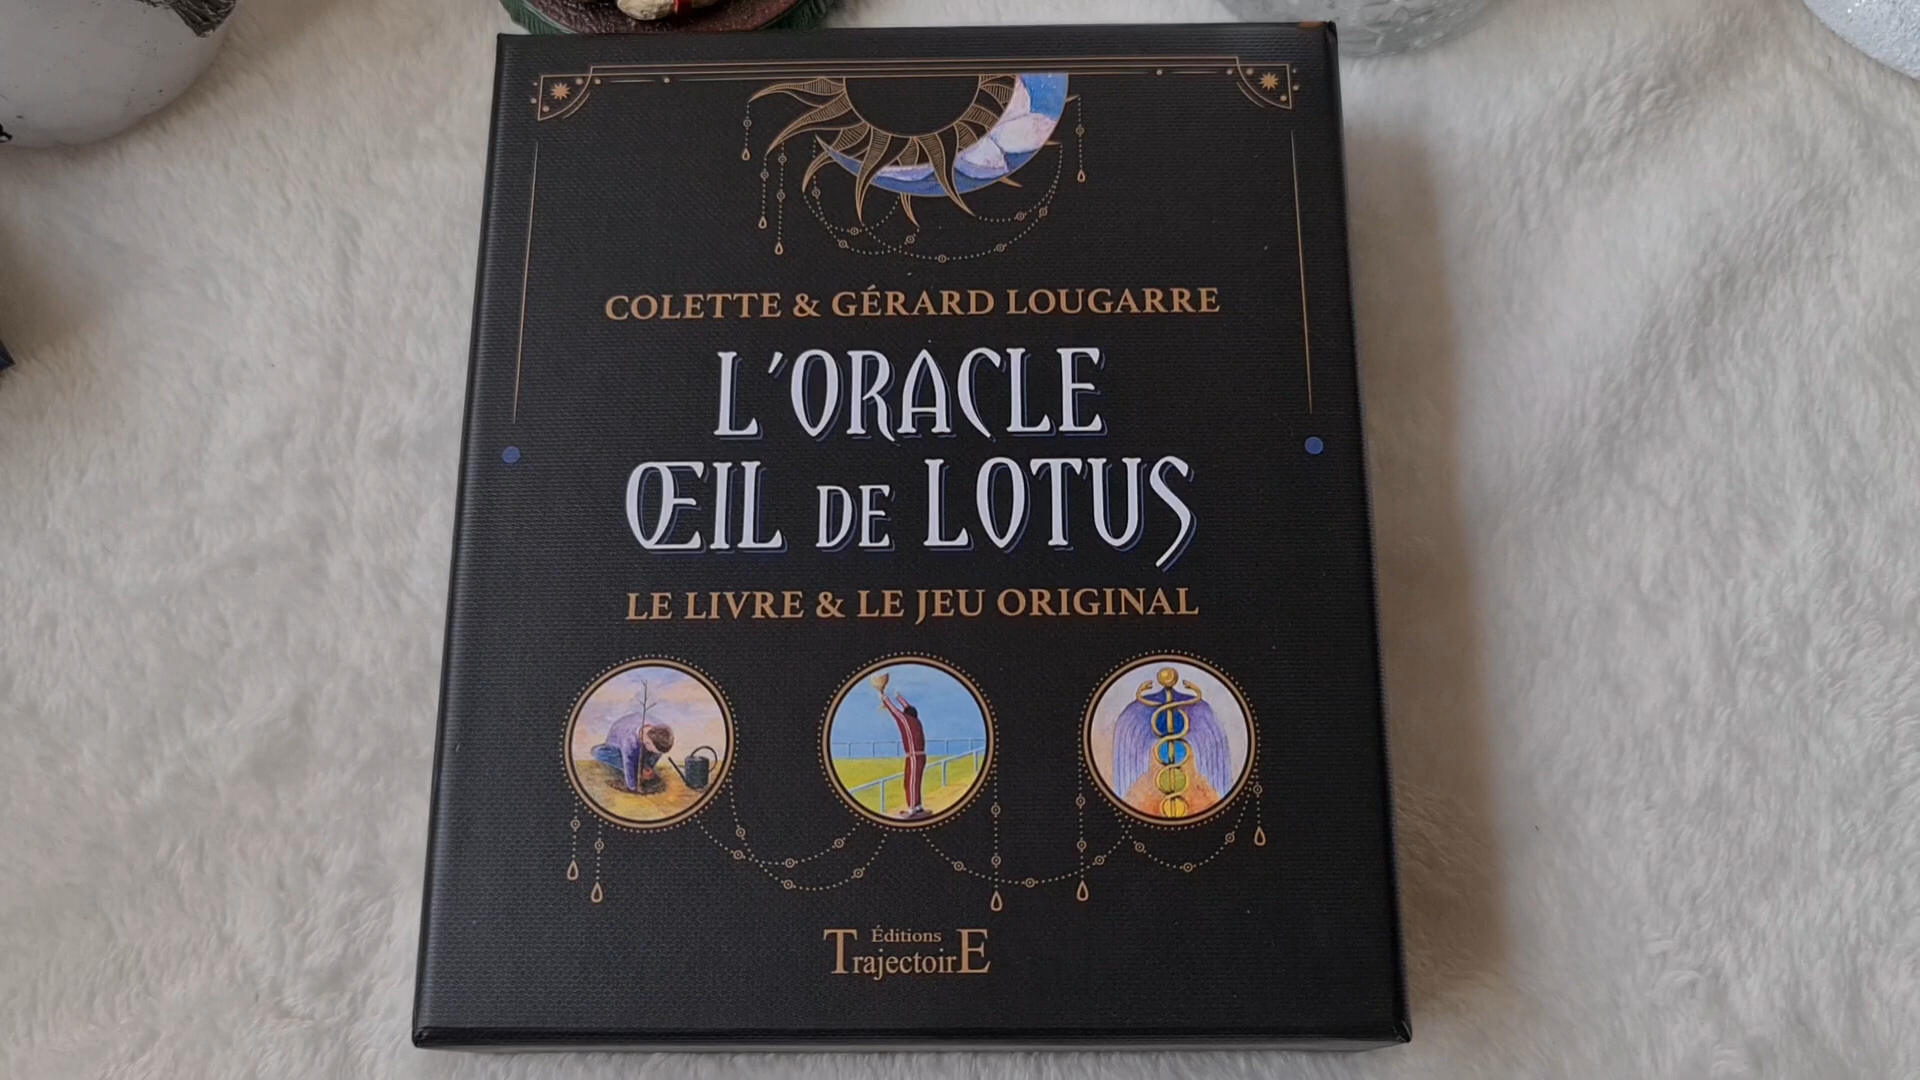 COLETTE & GÉRARD LOUGARRE
L'ORACLE
ŒIL DE LOTUS
LE LIVRE & LE JEU ORIGINAL
Éditions
TrajectoirE